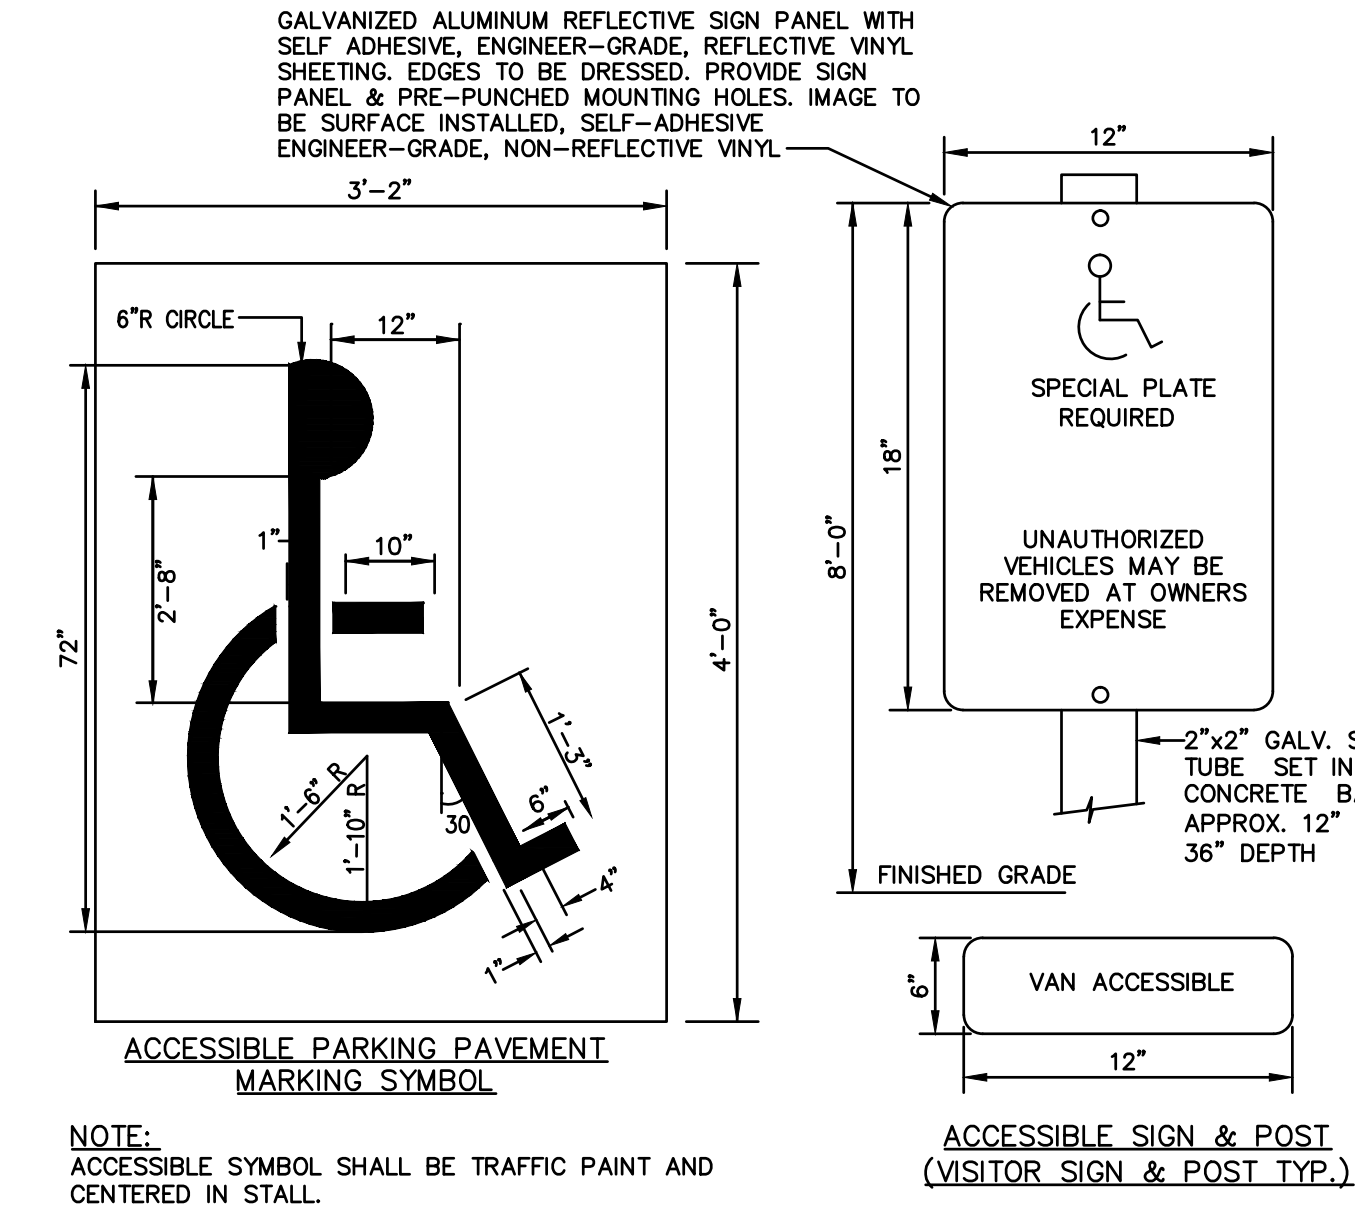 GALVANIZED ALUMINUM REFLECTIVE SIGN PANEL WITH
SELF ADHESIVE, ENGINEER-GRADE, REFLECTIVE VINYL
SHEETING. EDGES TO BE DRESSED. PROVIDE SIGN
PANEL & PRE-PUNCHED MOUNTING HOLES. IMAGE TO
BE SURFACE INSTALLED, SELF-ADHESIVE
ENGINEER-GRADE, NON-REFLECTIVE VINYL
3'-2"
6"R CIRCLE
12"
1"
10"
2'-8"
72"
4'-0"
1'-3"
1'-6" R
1'-10" R
30
6"
4"
1"
ACCESSIBLE PARKING PAVEMENT
MARKING SYMBOL
NOTE:
ACCESSIBLE SYMBOL SHALL BE TRAFFIC PAINT AND
CENTERED IN STALL.
12"
18"
8'-0"
SPECIAL PLATE
REQUIRED
UNAUTHORIZED
VEHICLES MAY BE
REMOVED AT OWNERS
EXPENSE
2"x2" GALV.
TUBE SET IN
CONCRETE
APPROX. 12"
36" DEPTH
FINISHED GRADE
6"
VAN ACCESSIBLE
12"
ACCESSIBLE SIGN & POST
(VISITOR SIGN & POST TYP.)